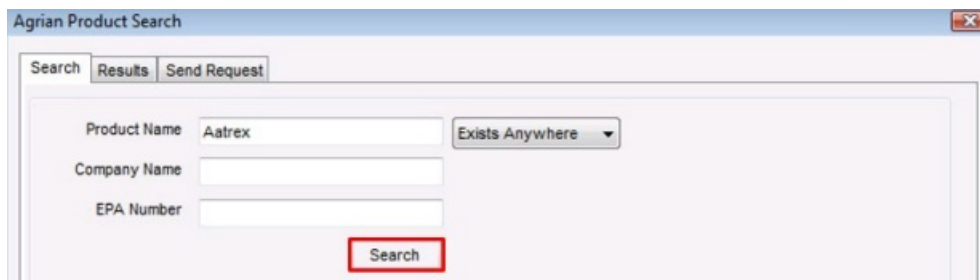 Agrian Product Search
Search Results Send Request
Product Name Aatrex Exists Anywhere
Company Name
EPA Number
Search